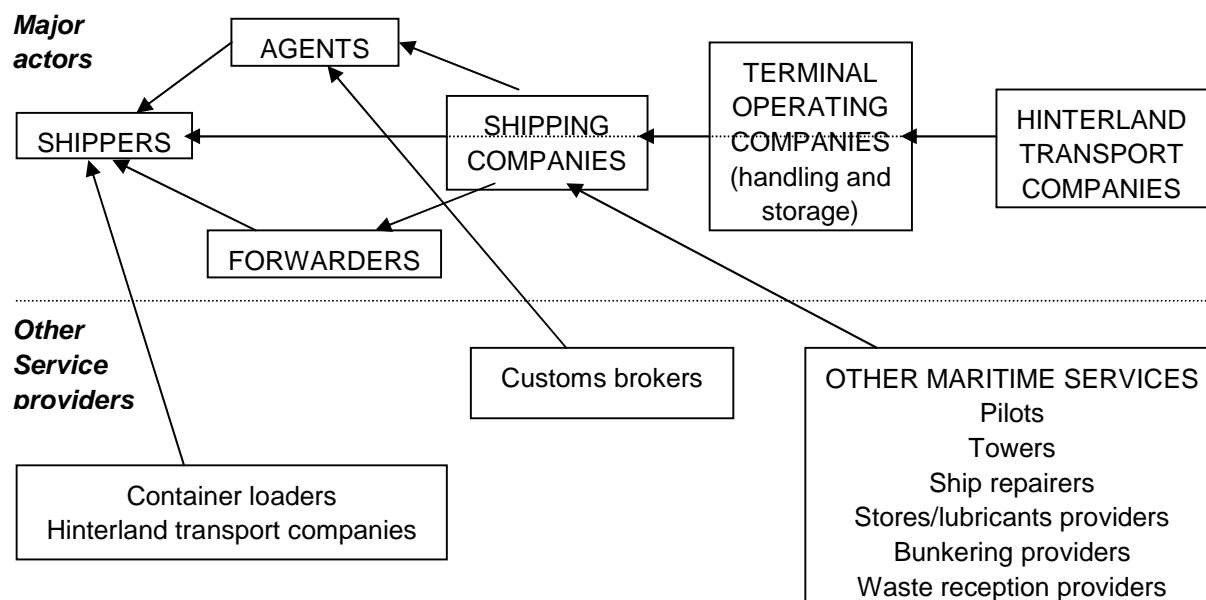 Major
actors
AGENTS
SHIPPERS
SHIPPING
COMPANIES
TERMINAL
OPERATING
COMPANIES
(handling and
storage)
HINTERLAND
TRANSPORT
COMPANIES
FORWARDERS
Other
Service
providers
Customs brokers
Container loaders
Hinterland transport companies
OTHER MARITIME SERVICES
Pilots
Towers
Ship repairers
Stores/lubricants providers
Bunkering providers
Waste reception providers